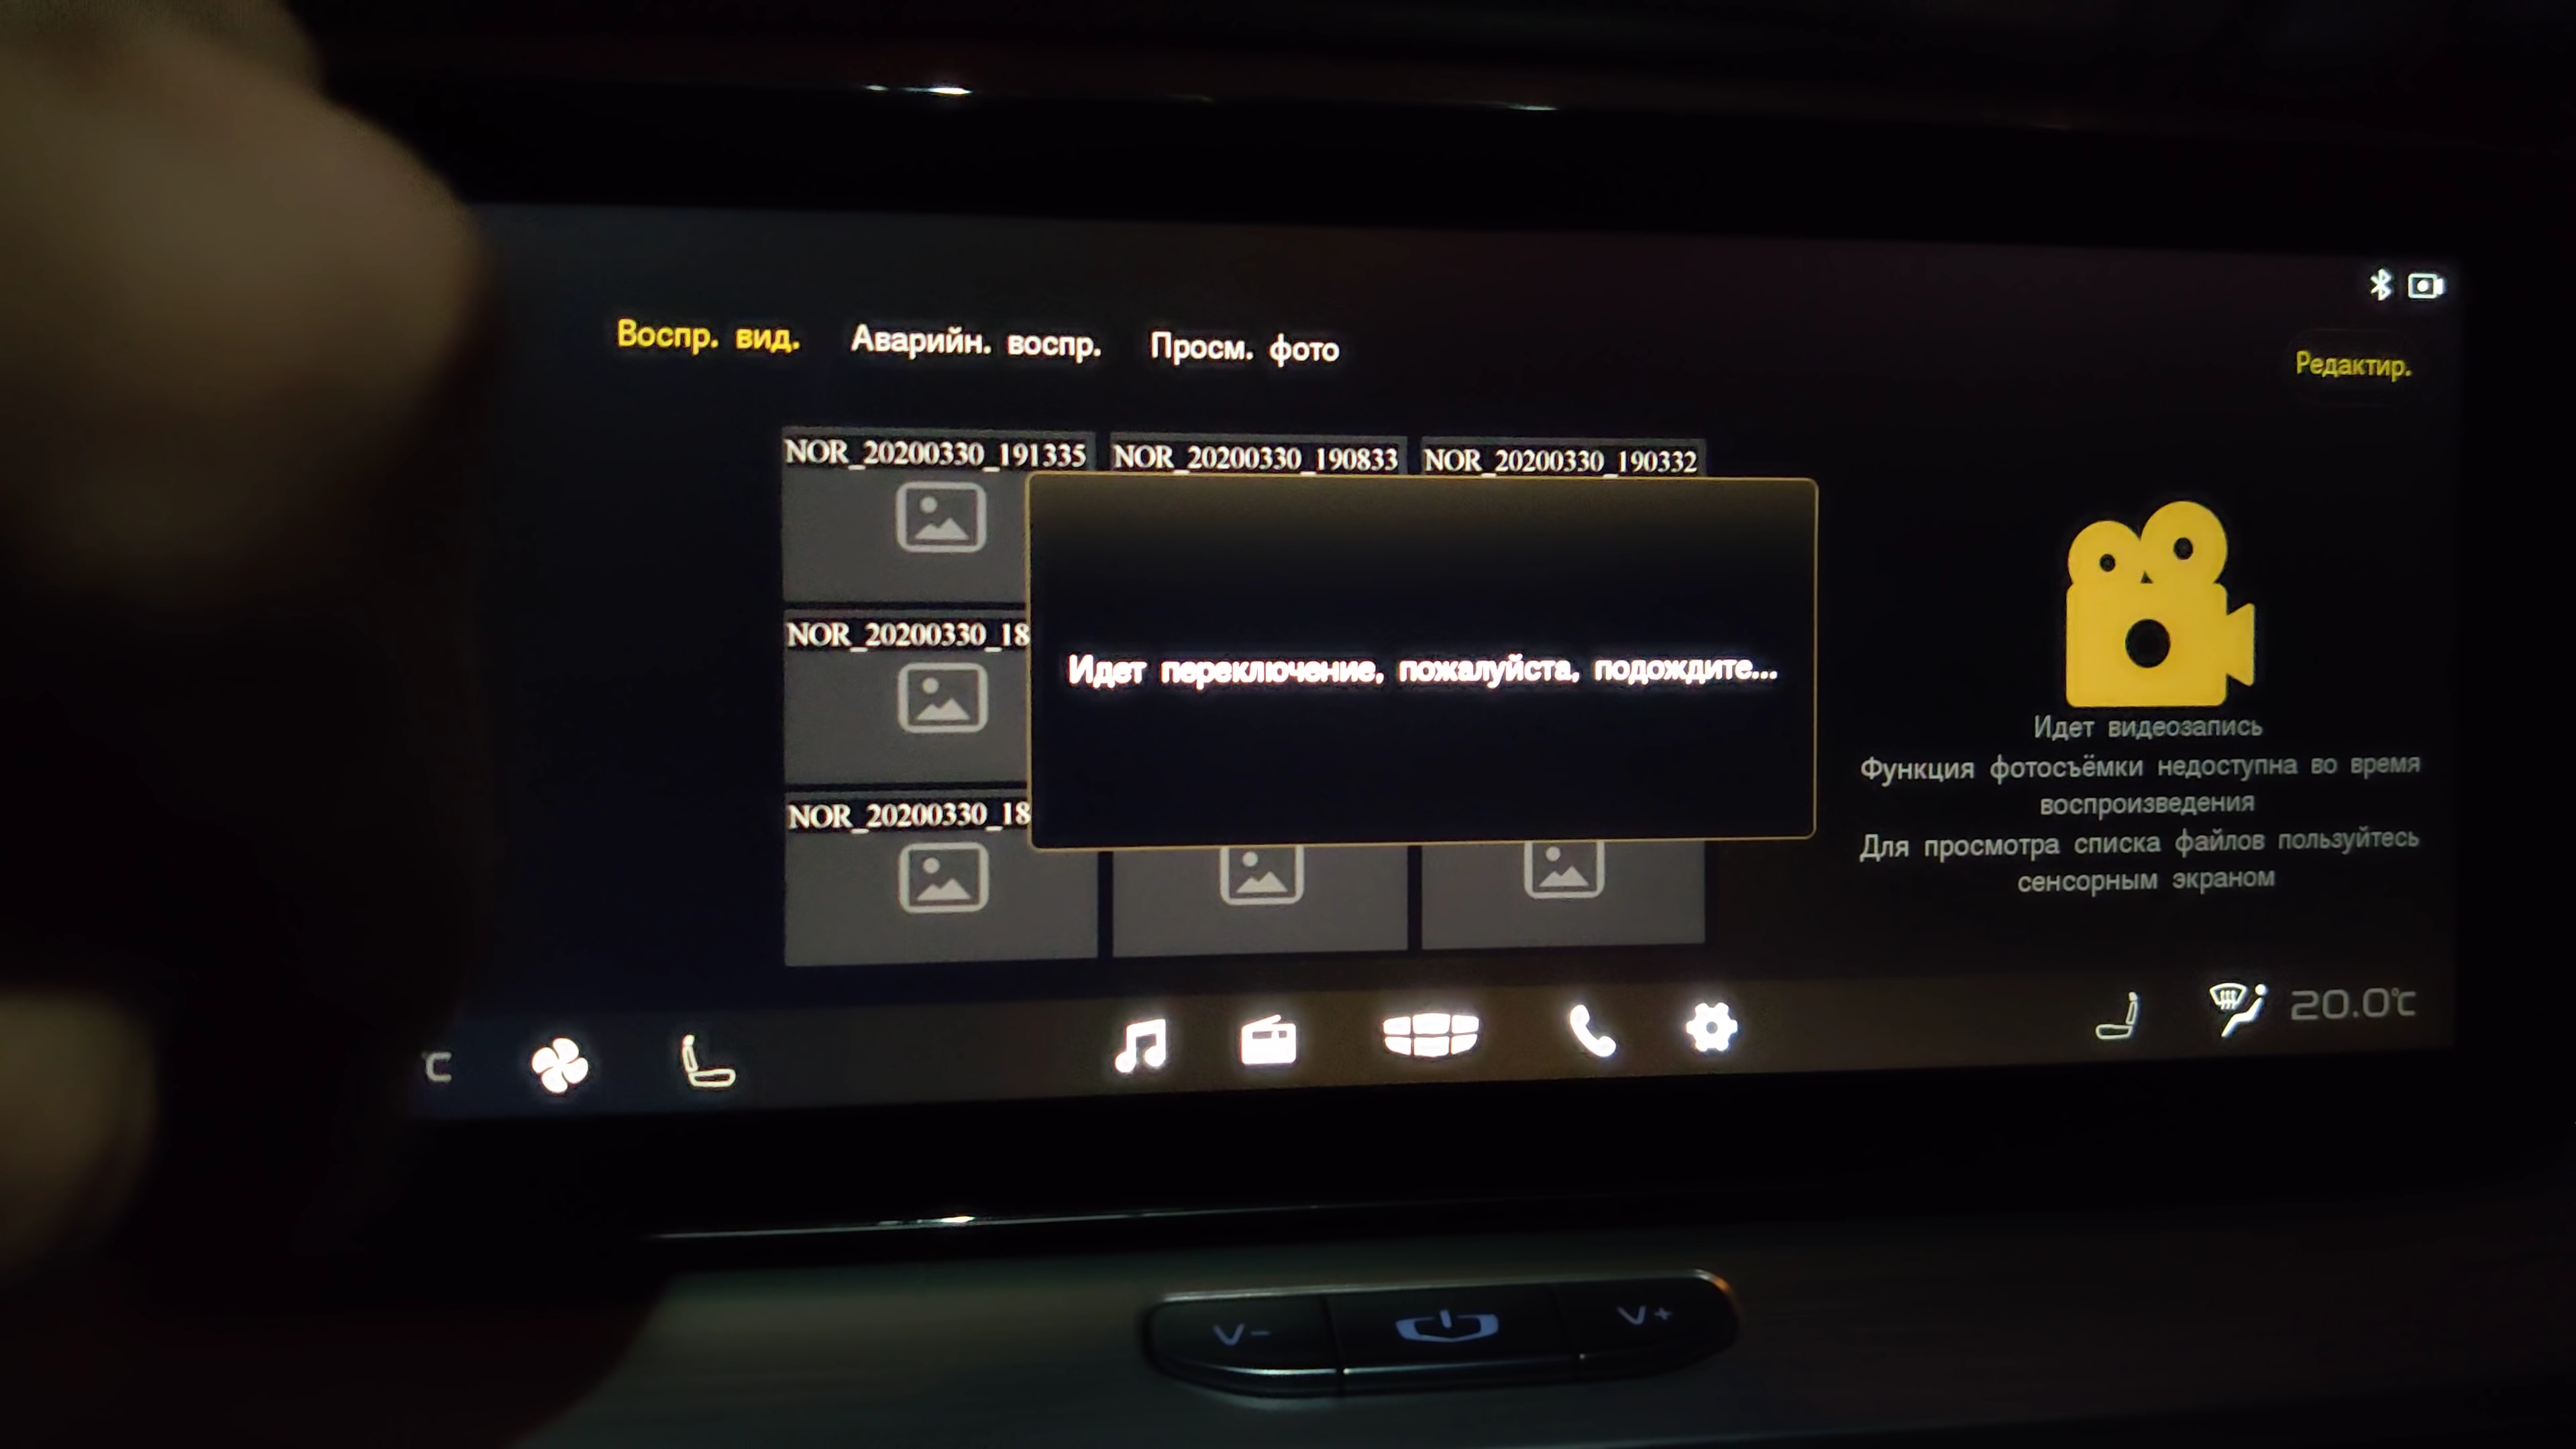 Воспр. вид. Аварийн. воспр. Просм. фото
Редактир.
NOR_20200330_191335 NOR_20200330_190833 NOR_20200330_190332
NOR_20200330_18
NOR_20200330_18
Идет переключение, пожалуйста, подождите...
Идет видеозапись
Функция фотосъёмки недоступна во время
воспроизведения
Для просмотра списка файлов пользуйтесь
сенсорным экраном
°C
20.0°C
V- V+